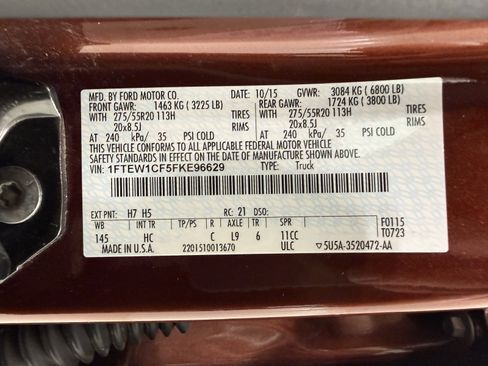 MFD. BY FORD MOTOR CO. DATE: 10/15 GVWR: 3084 KG ( 6800 LB)
FRONT GAWR: 1463 KG ( 3225 LB) REAR GAWR: 1724 KG ( 3800 LB)
WITH 275/55R20 113H TIRES WITH 275/55R20 113H TIRES
20x8.5J RIMS 20x8.5J RIMS
AT 240 kPa/ 35 PSI COLD AT 240 kPa/ 35 PSI COLD
THIS VEHICLE CONFORMS TO ALL APPLICABLE FEDERAL MOTOR VEHICLE
SAFETY STANDARDS IN EFFECT ON THE DATE OF MANUFACTURE SHOWN ABOVE.
VIN: 1FTEW1CF5FKE96629 TYPE: Truck
EXT PNT: H7 H5 RC: 21 DSO: F0115
WB INT TR TP/PS R AXLE TR SPR T0723
145 HC C L9 6 11CC
MADE IN U.S.A. 2201510013670 ULC ▽5U5A-3520472-AA